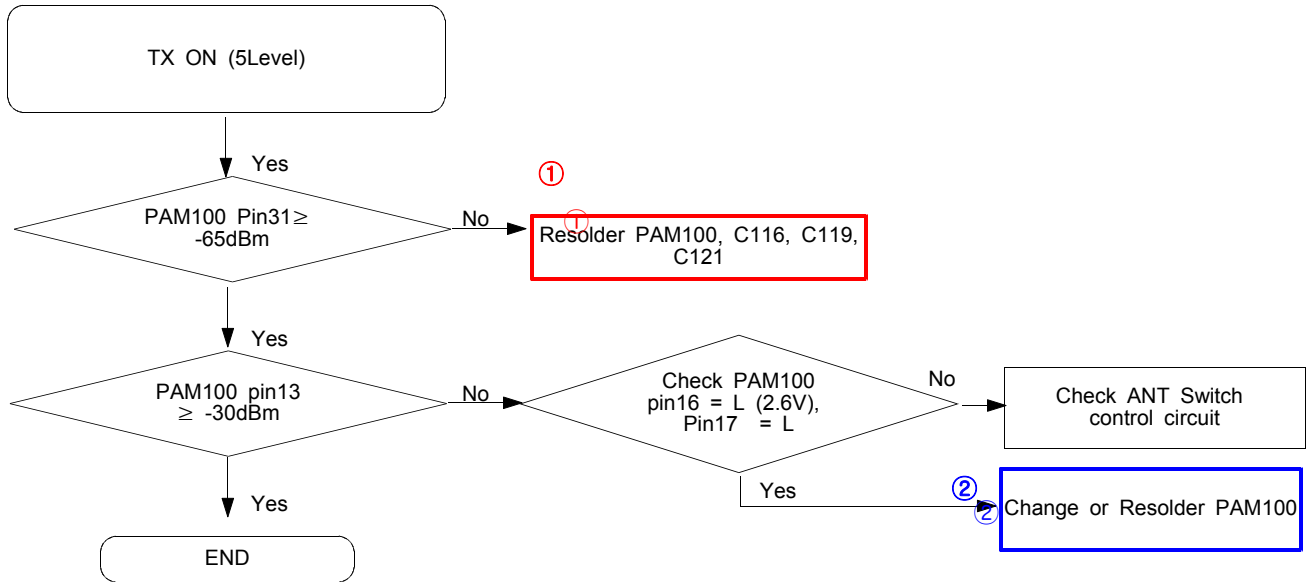 TX ON (5Level)
Yes
①
PAM100 Pin31≥
-65dBm
No
①
Resolder PAM100, C116, C119,
C121
Yes
PAM100 pin13
≥ -30dBm
No
Check PAM100
pin16 = L (2.6V),
Pin17 = L
No
Check ANT Switch
control circuit
Yes
②
②
Change or Resolder PAM100
Yes
END